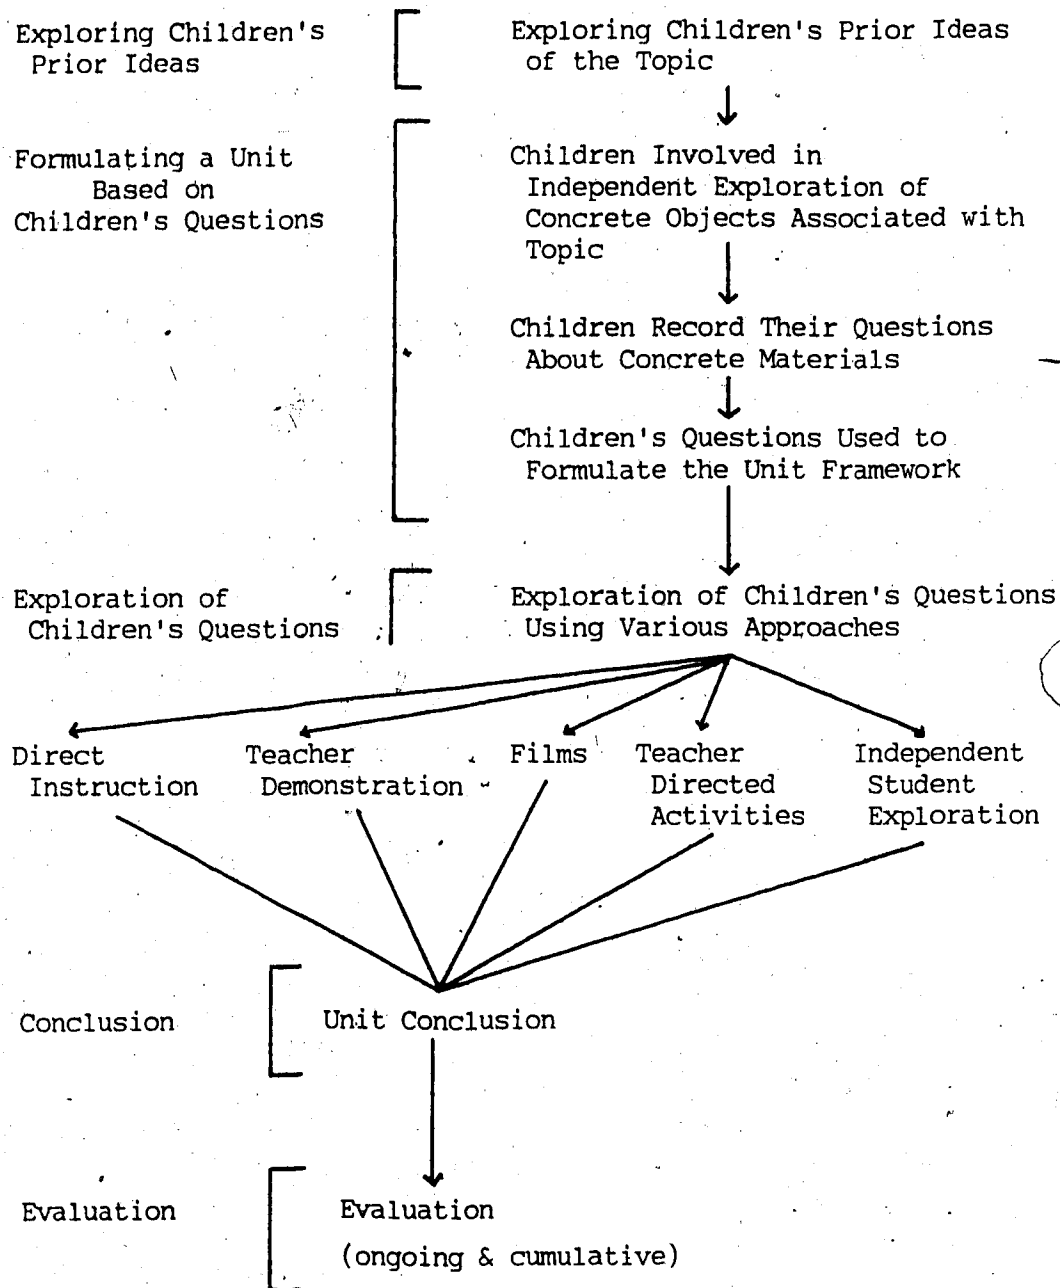 Exploring Children's
Prior Ideas
Exploring Children's Prior Ideas
of the Topic
Formulating a Unit
Based on
Children's Questions
Children Involved in
Independent Exploration of
Concrete Objects Associated with
Topic
Children Record Their Questions
About Concrete Materials
Children's Questions Used to
Formulate the Unit Framework
Exploration of
Children's Questions
Exploration of Children's Questions
Using Various Approaches
Direct
Instruction
Teacher
Demonstration
Films
Teacher
Directed
Activities
Independent
Student
Exploration
Conclusion
Unit Conclusion
Evaluation
Evaluation
(ongoing & cumulative)